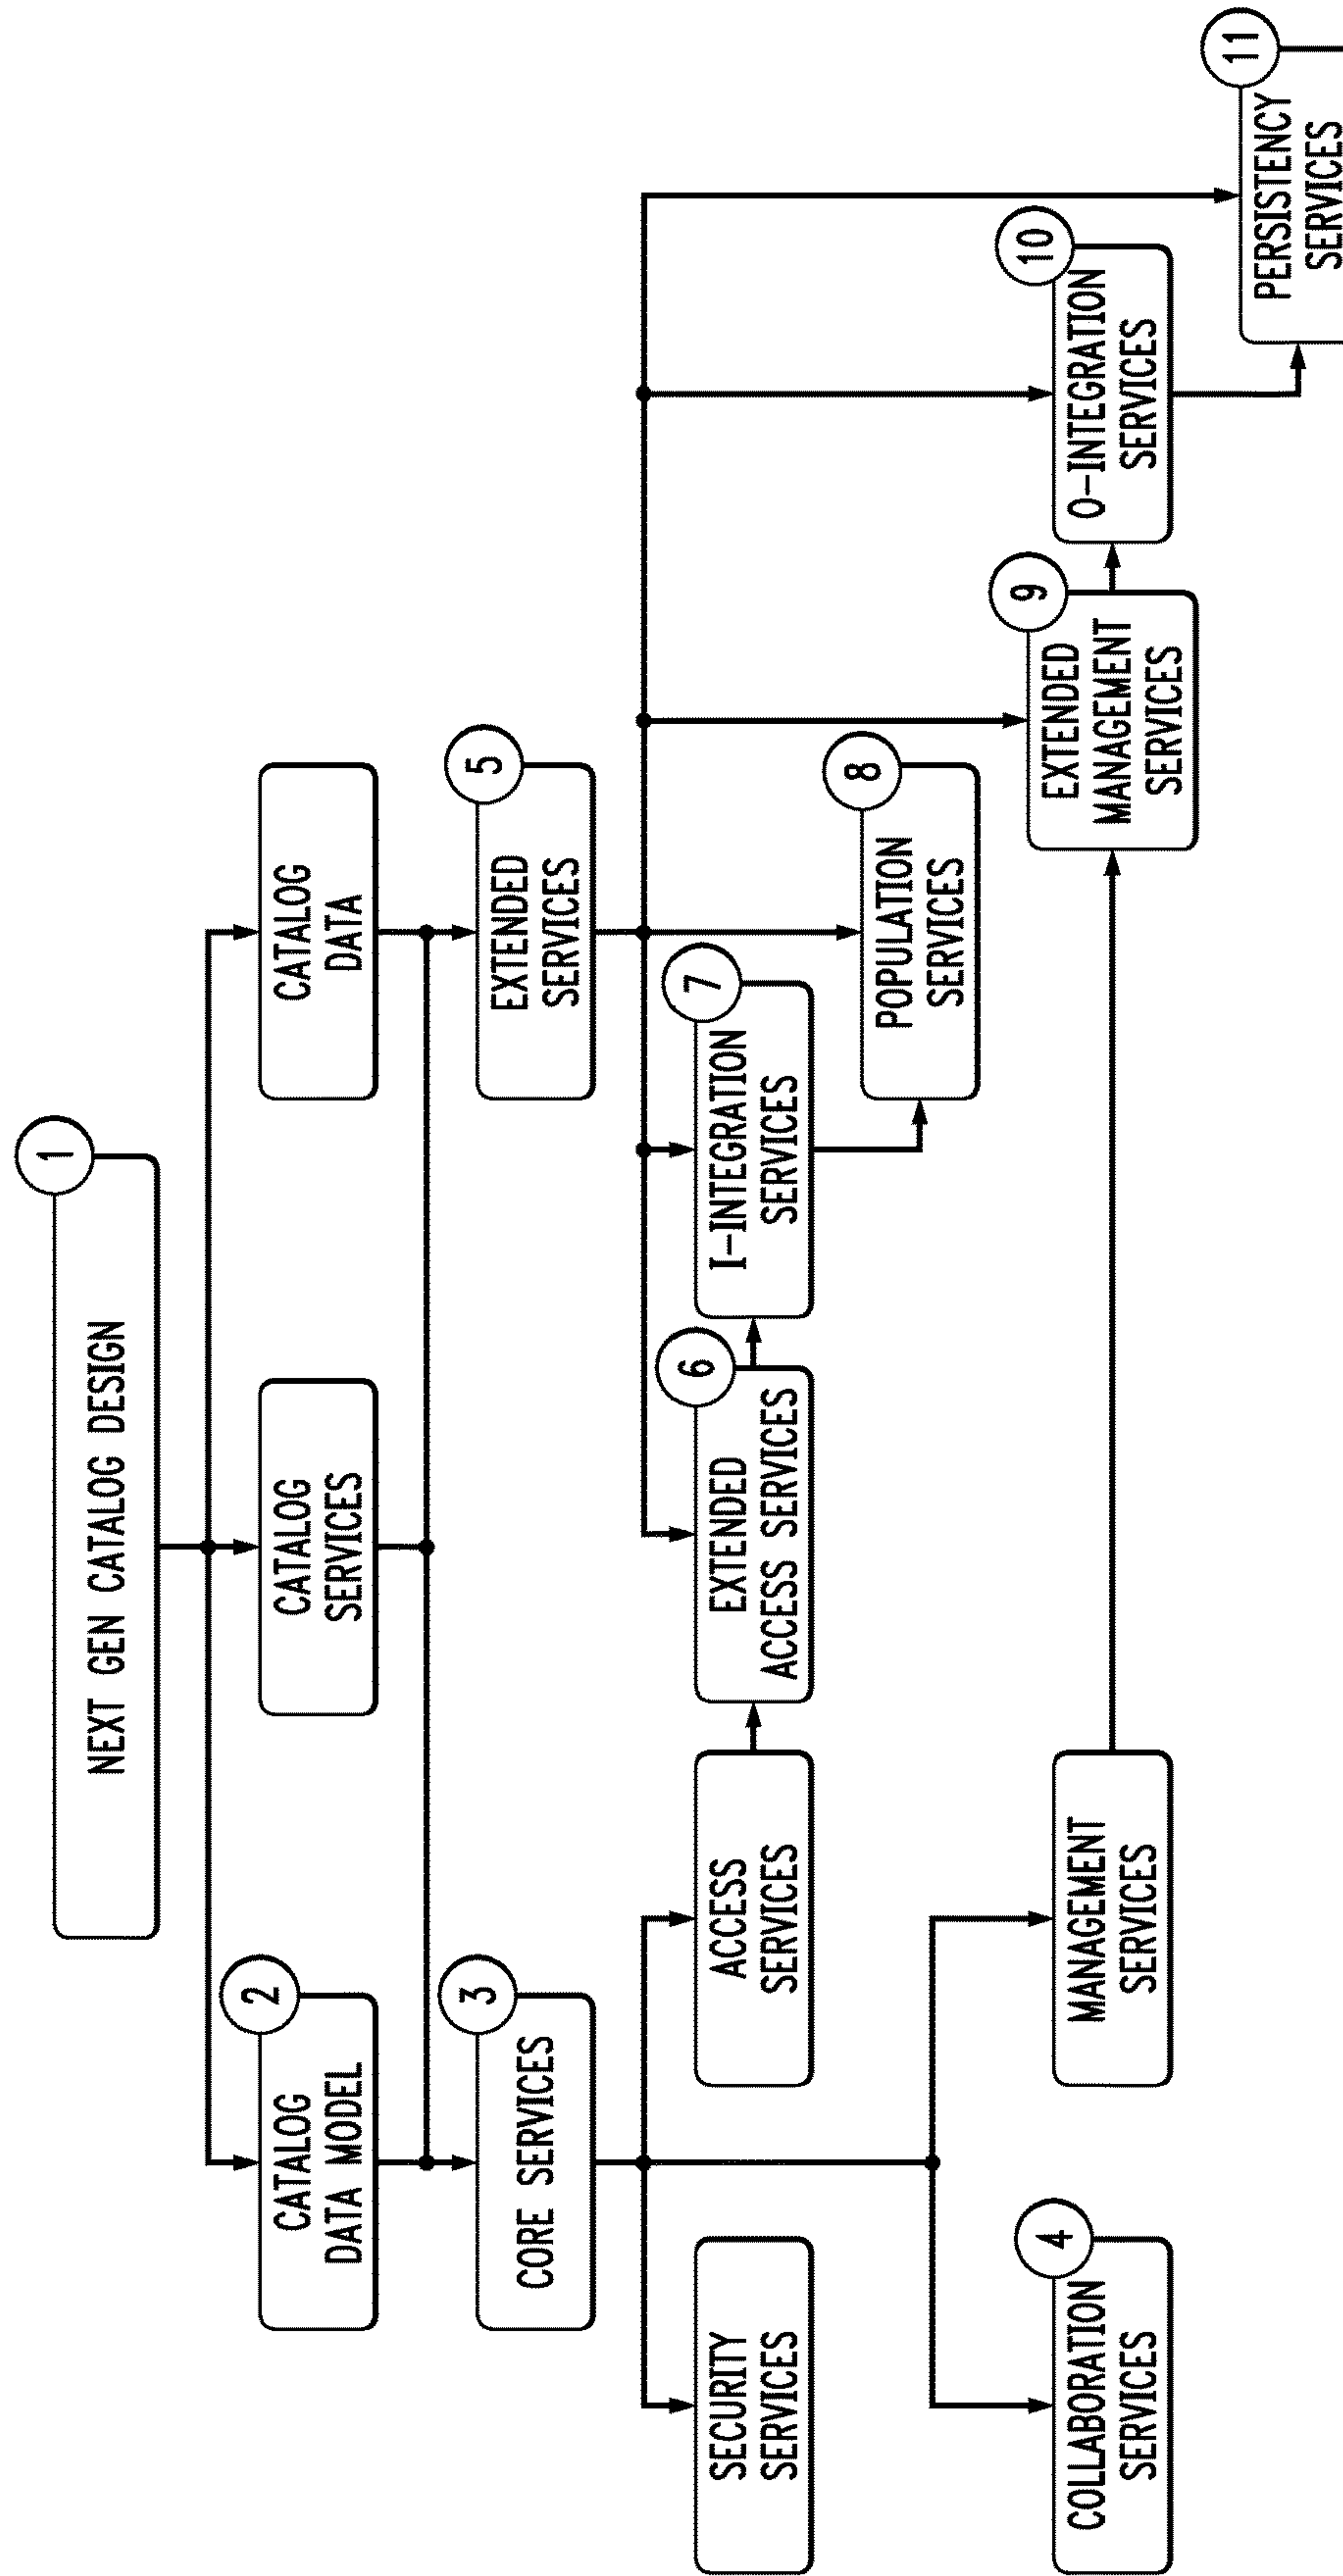 1
NEXT GEN CATALOG DESIGN
2
CATALOG
DATA MODEL
CATALOG
SERVICES
CATALOG
DATA
3
CORE SERVICES
5
EXTENDED
SERVICES
SECURITY
SERVICES
ACCESS
SERVICES
6
EXTENDED
ACCESS SERVICES
7
I-INTEGRATION
SERVICES
8
POPULATION
SERVICES
4
COLLABORATION
SERVICES
MANAGEMENT
SERVICES
9
EXTENDED
MANAGEMENT
SERVICES
10
O-INTEGRATION
SERVICES
11
PERSISTENCY
SERVICES